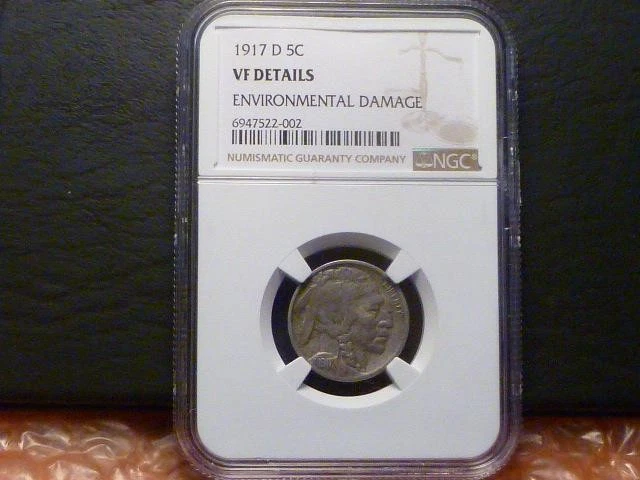 1917 D 5C
VF DETAILS
ENVIRONMENTAL DAMAGE
6947522-002
NUMISMATIC GUARANTY COMPANY NGC